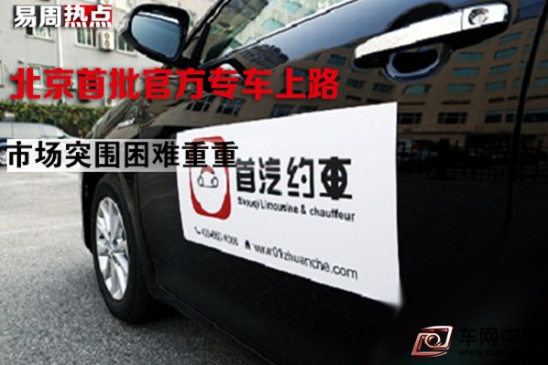 易周热点
北京首批官方专车上路
市场突围困难重重
首汽约车
Shouqi Limousine & chauffeur
www.01zhuanche.com
车网中